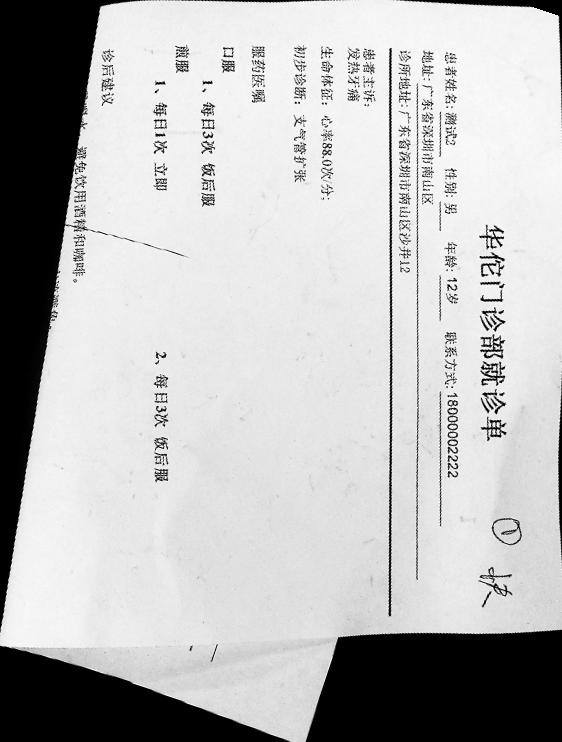 华佗门诊部就诊单
① 快
患者姓名: 测试2 性别: 男 年龄: 12岁 联系方式: 18000002222
地址: 广东省深圳市南山区
诊所地址: 广东省深圳市南山区沙井12
患者主诉:
发热牙痛
生命体征: 心率88.0次/分;
初步诊断: 支气管扩张
服药医嘱
口服
1、每日3次 饭后服
煎服
1、每日1次 立即 2、每日3次 饭后服
诊后建议
避免饮用酒精和咖啡。